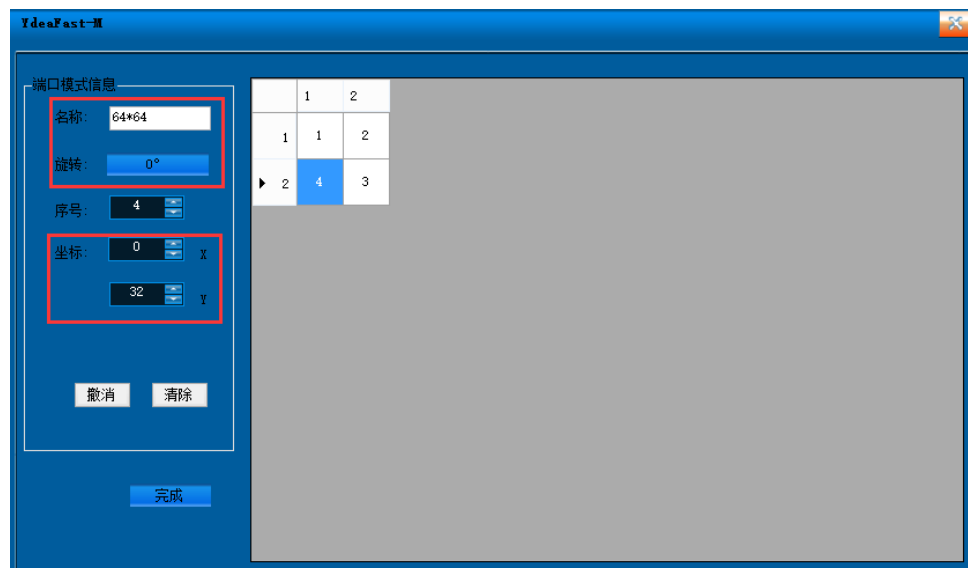 YdeaFast-M
端口模式信息
名称: 64*64
旋转: 0°
序号: 4
坐标: 0 X
32 Y
撤消 清除
完成
1 2
1 1 2
2 4 3